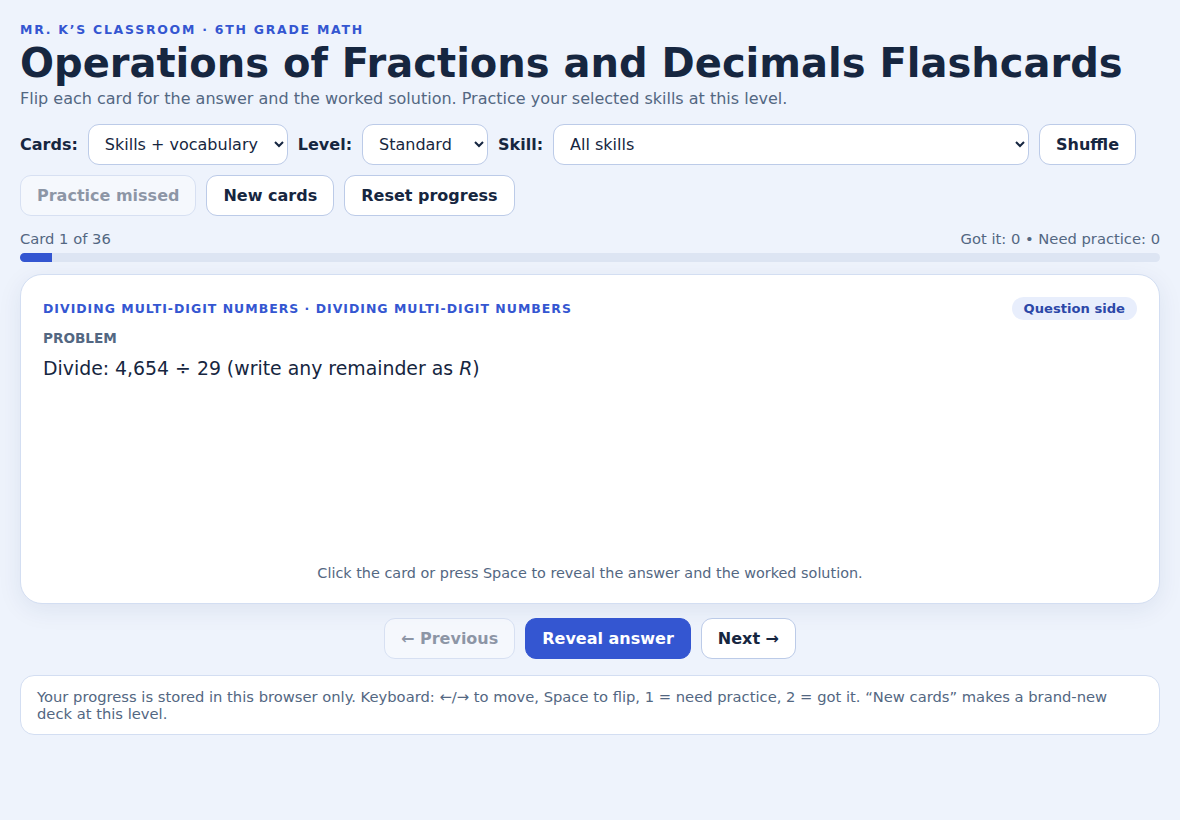 MR. K’S CLASSROOM · 6TH GRADE MATH
Operations of Fractions and Decimals Flashcards
Flip each card for the answer and the worked solution. Practice your selected skills at this level.
Cards: Skills + vocabulary Level: Standard Skill: All skills Shuffle
Practice missed New cards Reset progress
Card 1 of 36 Got it: 0 • Need practice: 0
DIVIDING MULTI-DIGIT NUMBERS · DIVIDING MULTI-DIGIT NUMBERS Question side
PROBLEM
Divide: 4,654 ÷ 29 (write any remainder as R)
Click the card or press Space to reveal the answer and the worked solution.
← Previous Reveal answer Next →
Your progress is stored in this browser only. Keyboard: ←/→ to move, Space to flip, 1 = need practice, 2 = got it. “New cards” makes a brand-new
deck at this level.